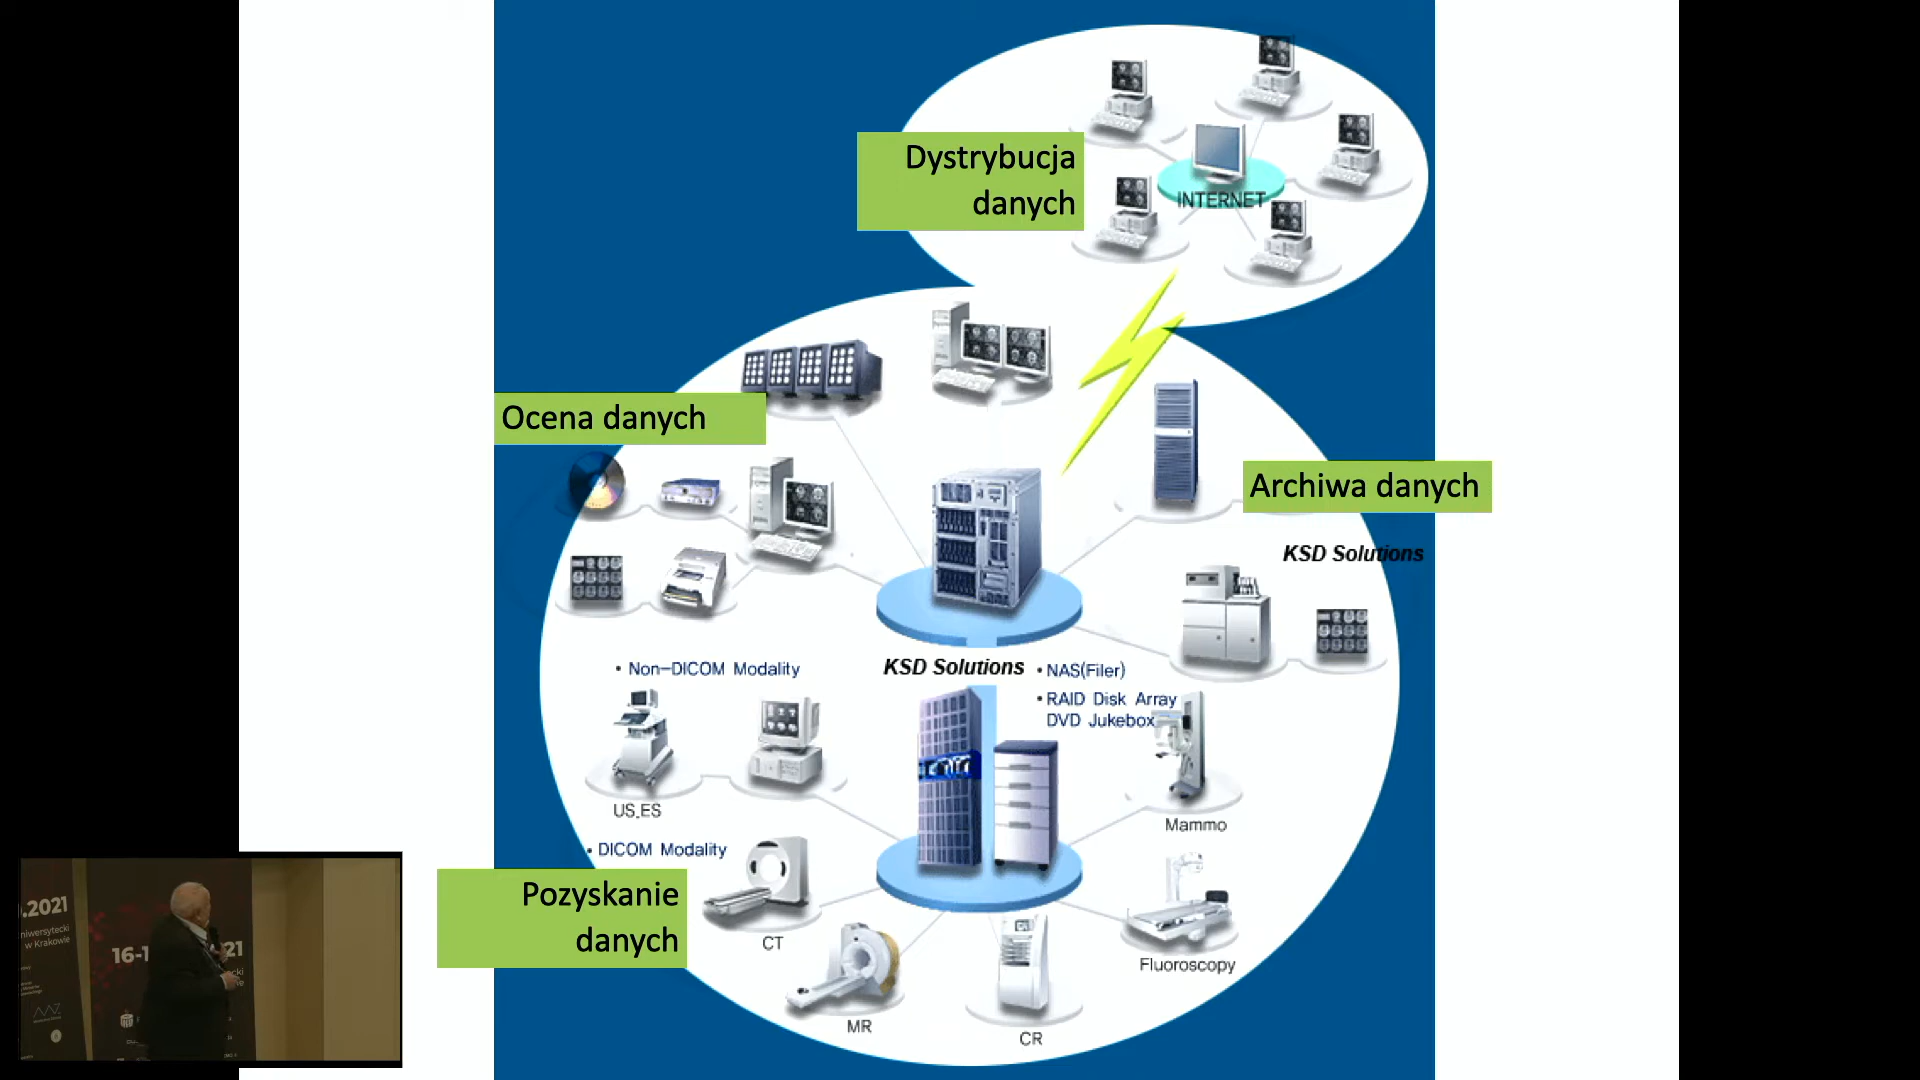 Dystrybucja
danych
INTERNET
Ocena danych
Archiwa danych
KSD Solutions
• Non-DICOM Modality
KSD Solutions
• NAS(Filer)
• RAID Disk Array
DVD Jukebox
US,ES
Mammo
• DICOM Modality
Pozyskanie
danych
CT
Fluoroscopy
MR
CR
.2021
w Krakowie
16-1
21